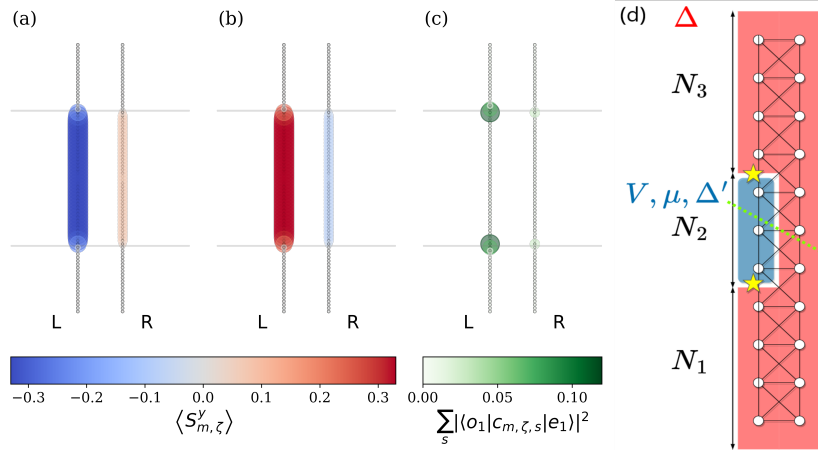 (a)
(b)
(c)
(d)
Δ
N₃
V, μ, Δ′
N₂
N₁
L R
L R
L R
−0.3 −0.2 −0.1 0.0 0.1 0.2 0.3
⟨S^y_{m,ζ}⟩
0.00 0.05 0.10
∑_s |⟨o₁|c_{m,ζ,s}|e₁⟩|²